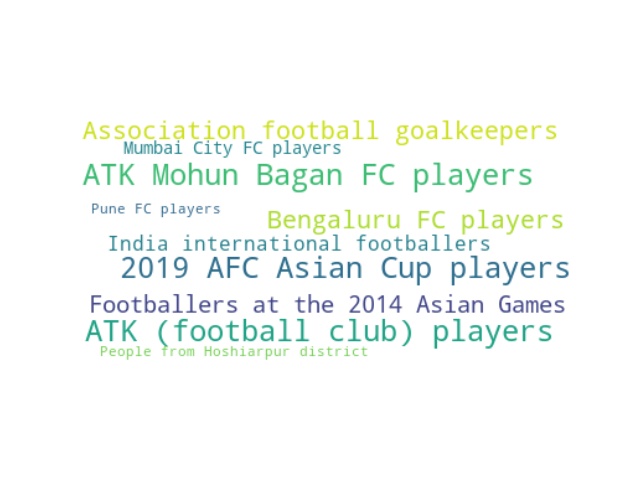 Association football goalkeepers
Mumbai City FC players
ATK Mohun Bagan FC players
Pune FC players
Bengaluru FC players
India international footballers
2019 AFC Asian Cup players
Footballers at the 2014 Asian Games
ATK (football club) players
People from Hoshiarpur district